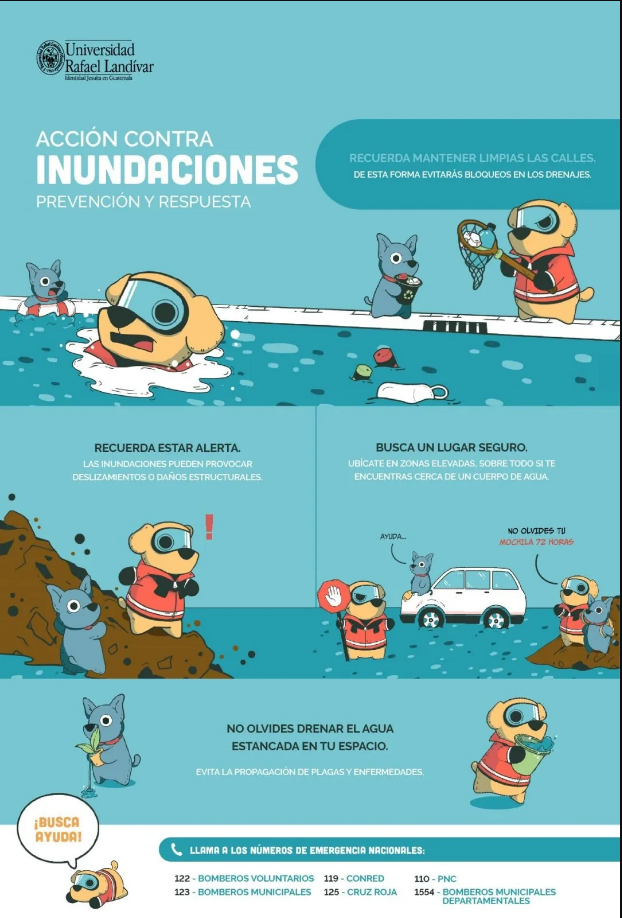 Universidad
Rafael Landívar
Identidad Jesuita en Guatemala
ACCIÓN CONTRA
INUNDACIONES
PREVENCIÓN Y RESPUESTA
RECUERDA MANTENER LIMPIAS LAS CALLES.
DE ESTA FORMA EVITARÁS BLOQUEOS EN LOS DRENAJES.
RECUERDA ESTAR ALERTA.
LAS INUNDACIONES PUEDEN PROVOCAR
DESLIZAMIENTOS O DAÑOS ESTRUCTURALES.
!
BUSCA UN LUGAR SEGURO.
UBÍCATE EN ZONAS ELEVADAS, SOBRE TODO SI TE
ENCUENTRAS CERCA DE UN CUERPO DE AGUA.
AYUDA...
NO OLVIDES TU
MOCHILA 72 HORAS
NO OLVIDES DRENAR EL AGUA
ESTANCADA EN TU ESPACIO.
EVITA LA PROPAGACIÓN DE PLAGAS Y ENFERMEDADES.
¡BUSCA
AYUDA!
LLAMA A LOS NÚMEROS DE EMERGENCIA NACIONALES:
122 - BOMBEROS VOLUNTARIOS 119 - CONRED 110 - PNC
123 - BOMBEROS MUNICIPALES 125 - CRUZ ROJA 1554 - BOMBEROS MUNICIPALES
DEPARTAMENTALES